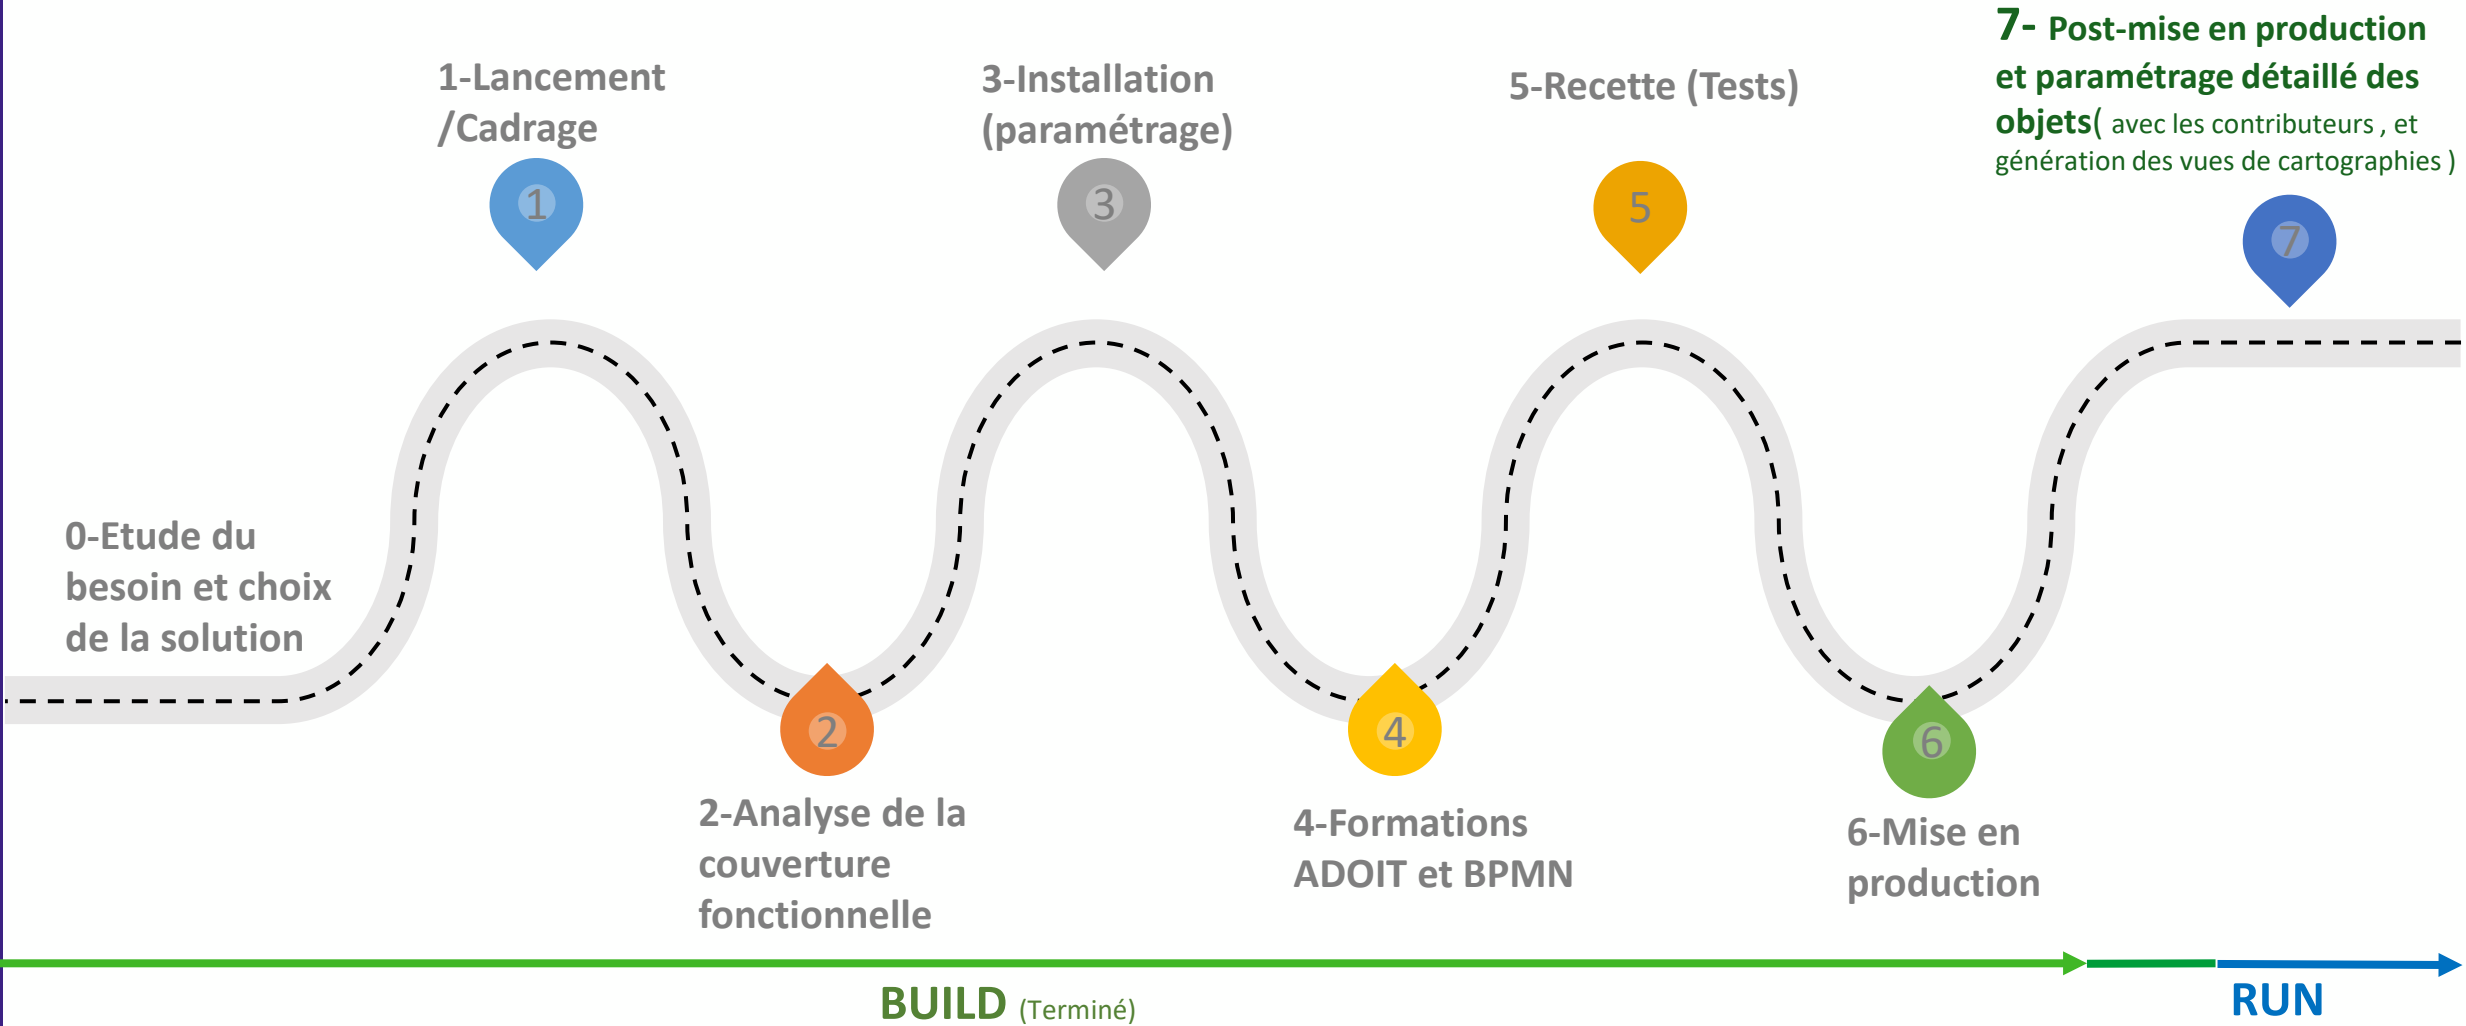 0-Etude du
besoin et choix
de la solution
1-Lancement
/Cadrage
1
2
2-Analyse de la
couverture
fonctionnelle
3-Installation
(paramétrage)
3
4
4-Formations
ADOIT et BPMN
5-Recette (Tests)
5
6
6-Mise en
production
7- Post-mise en production
et paramétrage détaillé des
objets( avec les contributeurs , et
génération des vues de cartographies )
7
BUILD (Terminé)
RUN